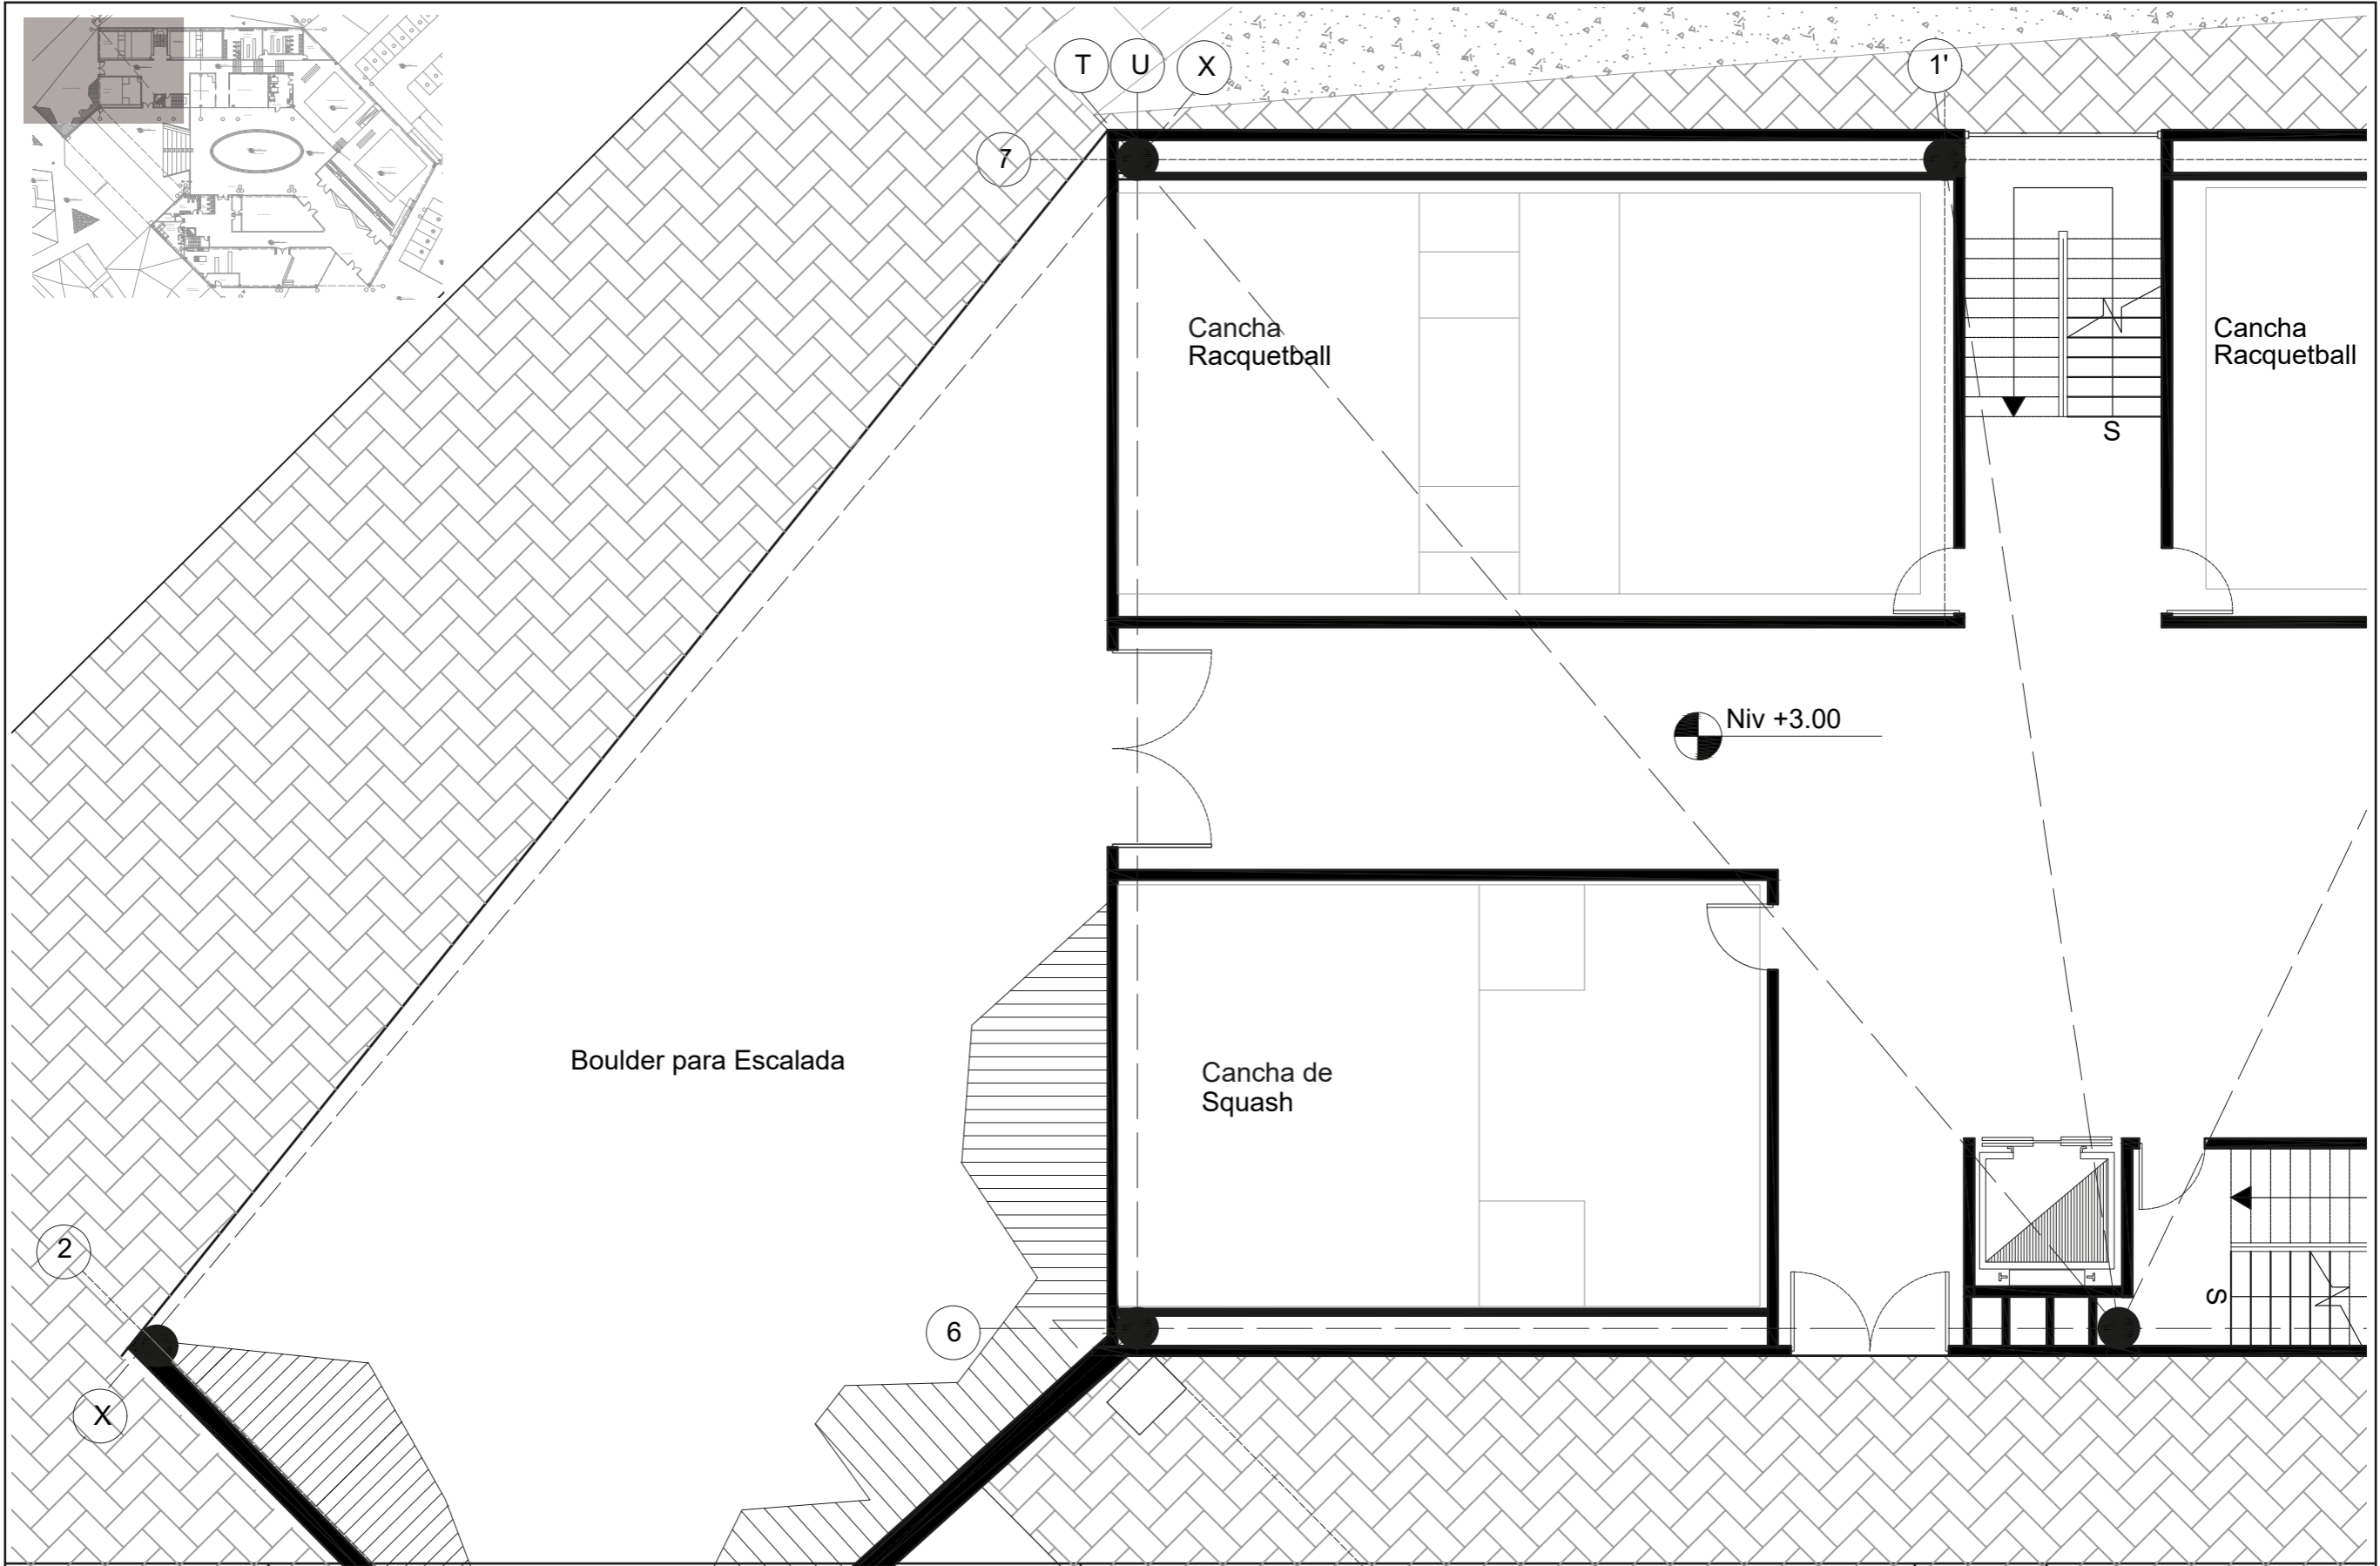 T U X 1'
7
Cancha
Racquetball
Cancha
Racquetball
S
Niv +3.00
Boulder para Escalada
Cancha de
Squash
2
6
S
X